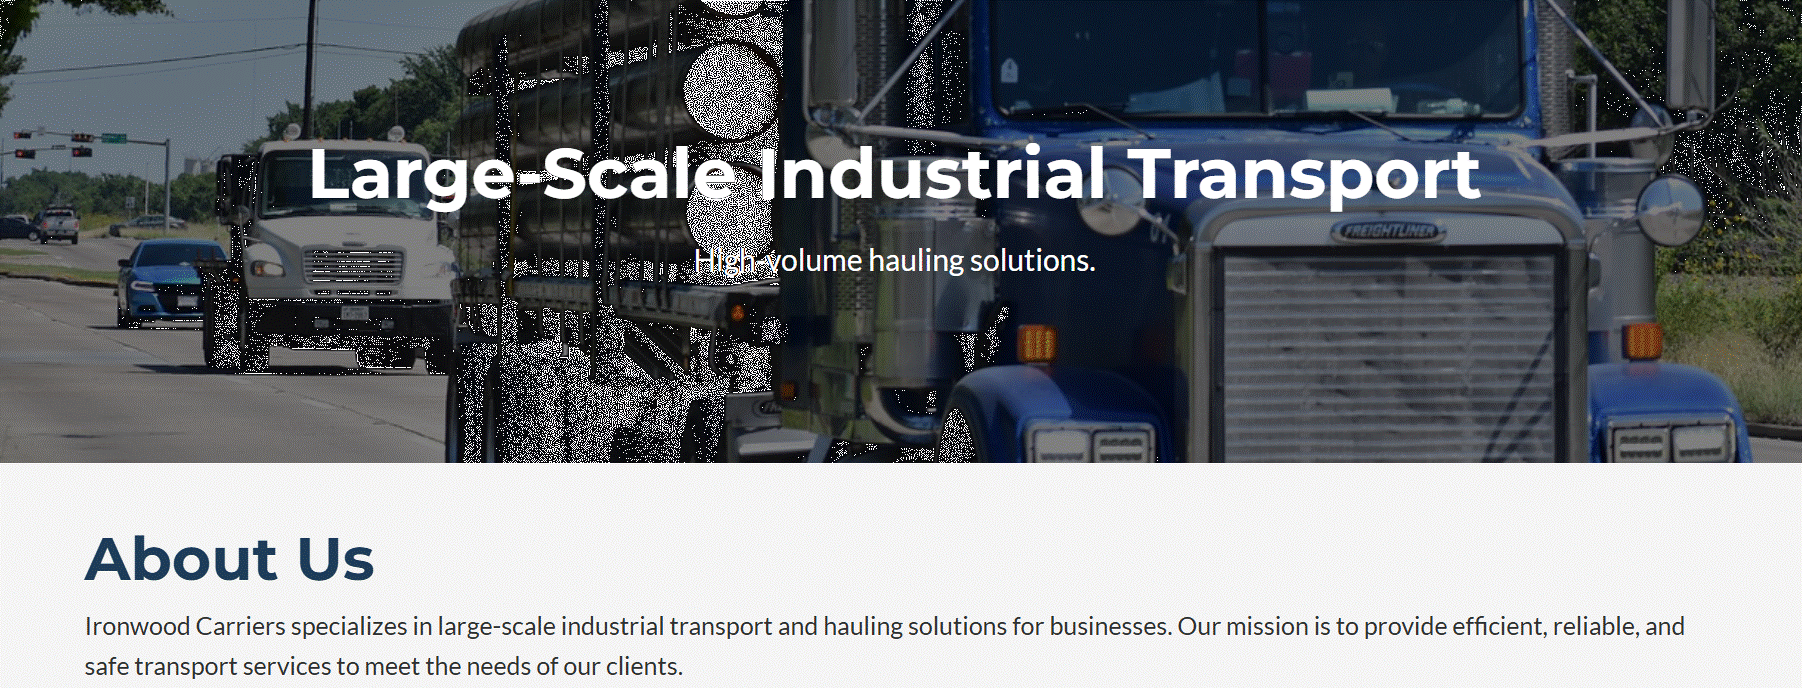 Large-Scale Industrial Transport
FREIGHTLINER
High-volume hauling solutions.
About Us
Ironwood Carriers specializes in large-scale industrial transport and hauling solutions for businesses. Our mission is to provide efficient, reliable, and
safe transport services to meet the needs of our clients.